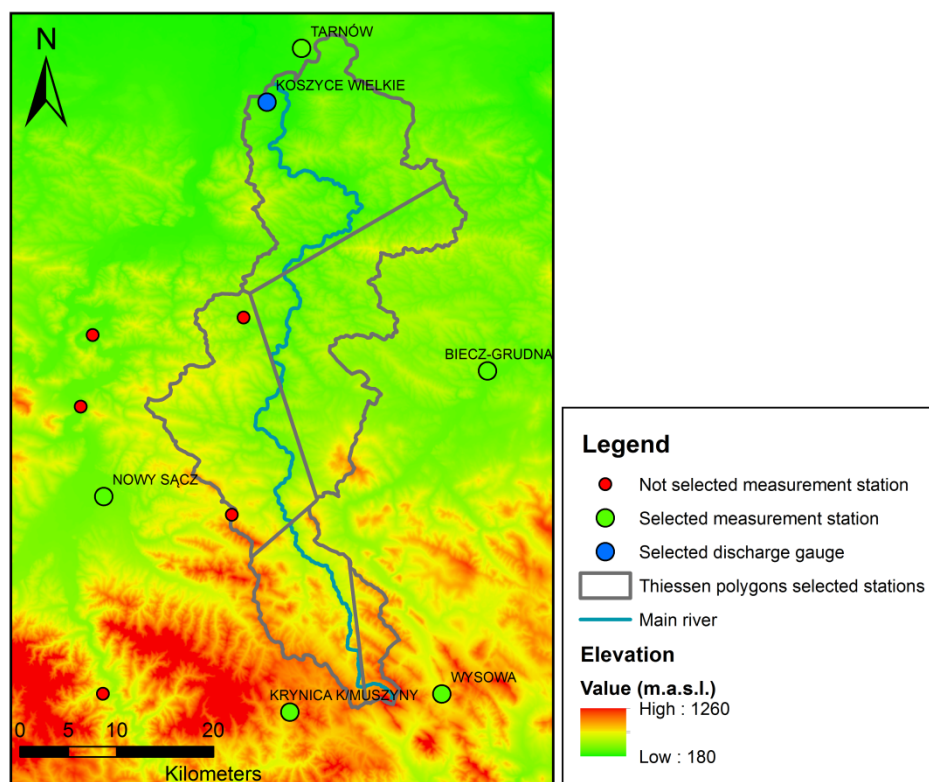 N
TARNÓW
KOSZYCE WIELKIE
BIECZ-GRUDNA
NOWY SĄCZ
WYSOWA
KRYNICA K/MUSZYNY
0 5 10 20
Kilometers
Legend
Not selected measurement station
Selected measurement station
Selected discharge gauge
Thiessen polygons selected stations
Main river
Elevation
Value (m.a.s.l.)
High : 1260
Low : 180